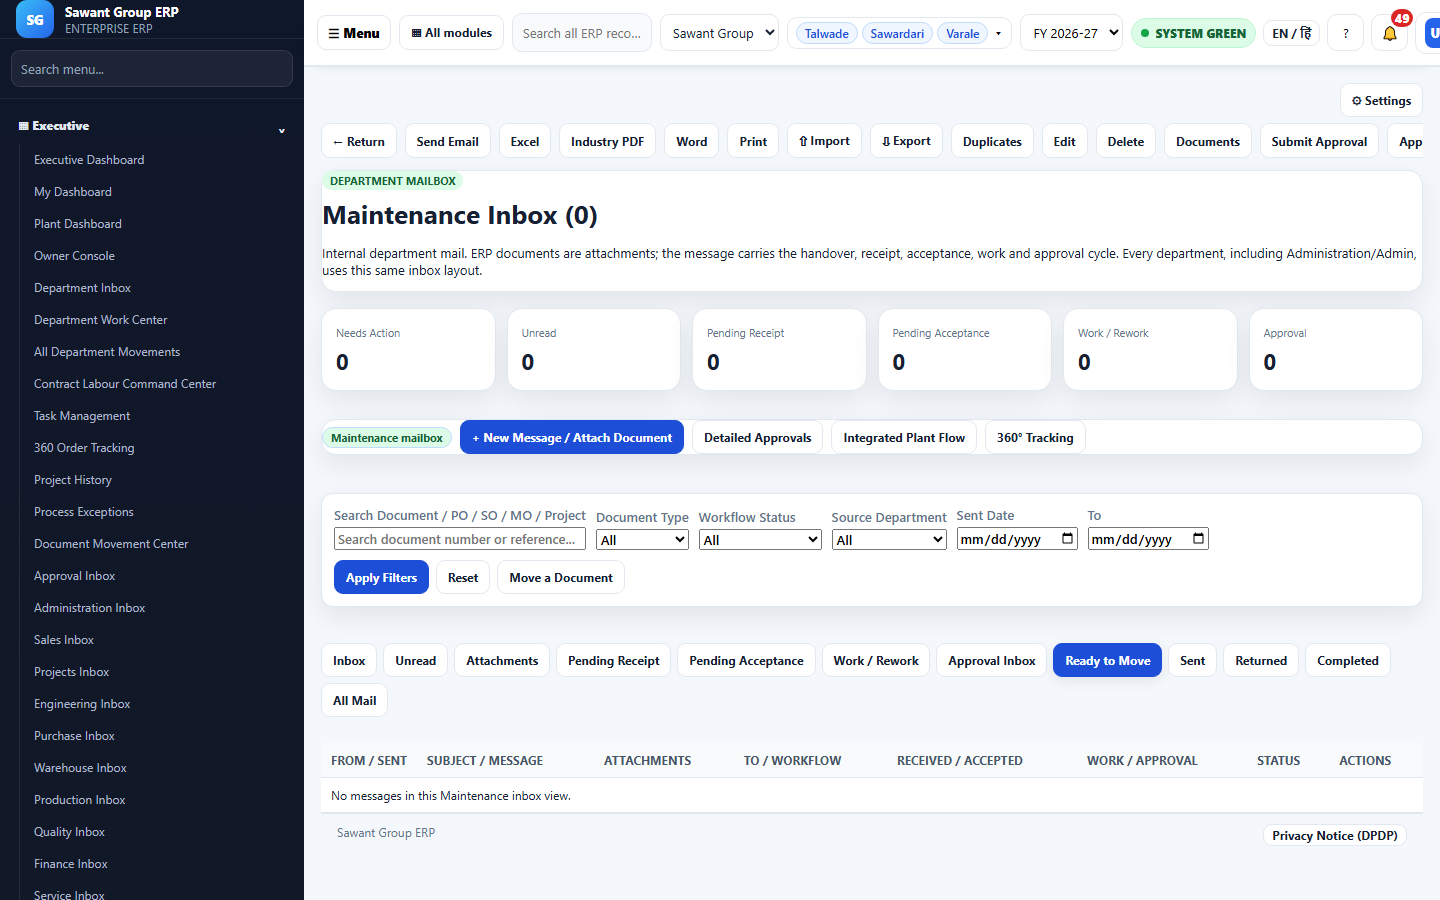 SG
Sawant Group ERP
ENTERPRISE ERP
Search menu...
Executive
Executive Dashboard
My Dashboard
Plant Dashboard
Owner Console
Department Inbox
Department Work Center
All Department Movements
Contract Labour Command Center
Task Management
360 Order Tracking
Project History
Process Exceptions
Document Movement Center
Approval Inbox
Administration Inbox
Sales Inbox
Projects Inbox
Engineering Inbox
Purchase Inbox
Warehouse Inbox
Production Inbox
Quality Inbox
Finance Inbox
Service Inbox
☰ Menu
All modules
Search all ERP reco...
Sawant Group
Talwade Sawardari Varale
FY 2026-27
SYSTEM GREEN
EN / हिं
?
49
U
⚙ Settings
← Return
Send Email
Excel
Industry PDF
Word
Print
⇧ Import
⇩ Export
Duplicates
Edit
Delete
Documents
Submit Approval
App
DEPARTMENT MAILBOX
Maintenance Inbox (0)
Internal department mail. ERP documents are attachments; the message carries the handover, receipt, acceptance, work and approval cycle. Every department, including Administration/Admin,
uses this same inbox layout.
Needs Action
0
Unread
0
Pending Receipt
0
Pending Acceptance
0
Work / Rework
0
Approval
0
Maintenance mailbox
+ New Message / Attach Document
Detailed Approvals
Integrated Plant Flow
360° Tracking
Search Document / PO / SO / MO / Project
Search document number or reference...
Document Type
All
Workflow Status
All
Source Department
All
Sent Date
mm/dd/yyyy
To
mm/dd/yyyy
Apply Filters
Reset
Move a Document
Inbox
Unread
Attachments
Pending Receipt
Pending Acceptance
Work / Rework
Approval Inbox
Ready to Move
Sent
Returned
Completed
All Mail
FROM / SENT SUBJECT / MESSAGE ATTACHMENTS TO / WORKFLOW RECEIVED / ACCEPTED WORK / APPROVAL STATUS ACTIONS
No messages in this Maintenance inbox view.
Sawant Group ERP
Privacy Notice (DPDP)